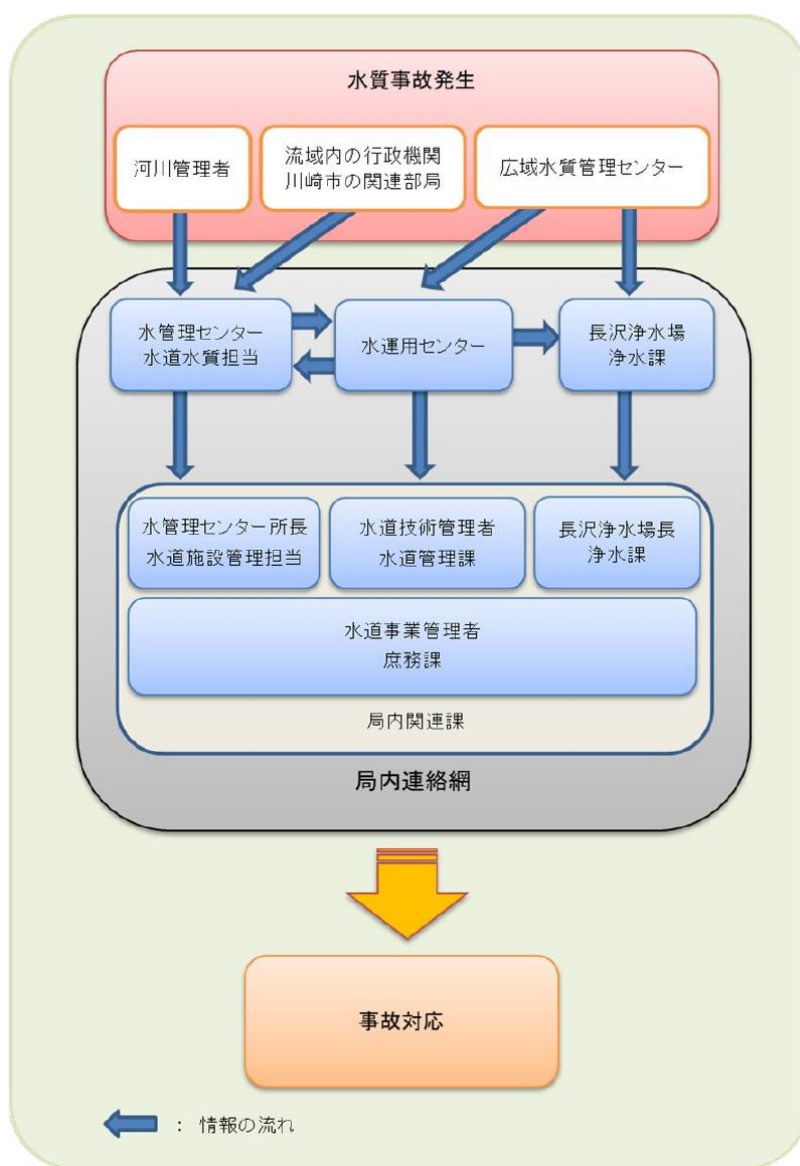 水質事故発生
河川管理者
流域内の行政機関
川崎市の関連部局
広域水質管理センター
水管理センター
水道水質担当
水運用センター
長沢浄水場
浄水課
水管理センター所長
水道施設管理担当
水道技術管理者
水道管理課
長沢浄水場長
浄水課
水道事業管理者
庶務課
局内関連課
局内連絡網
事故対応
： 情報の流れ